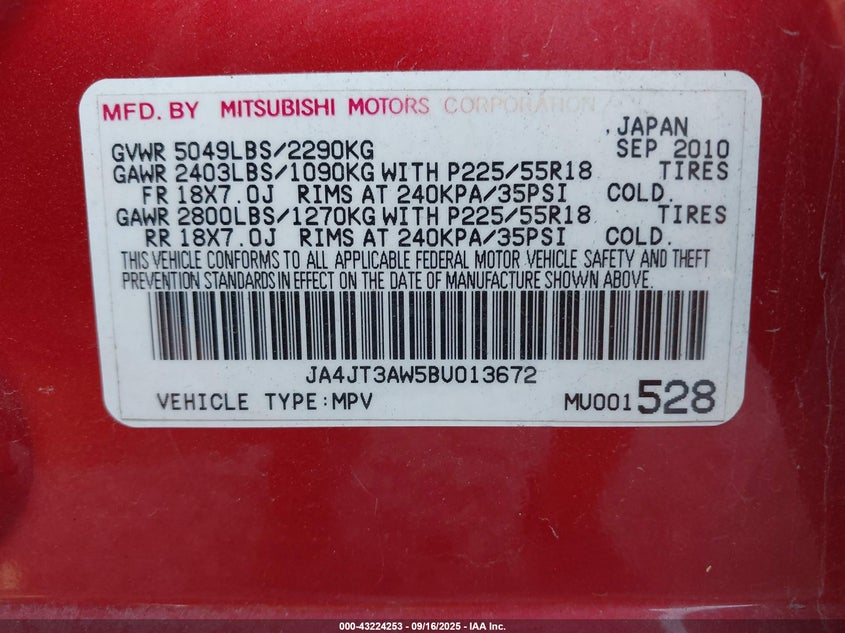 MFD. BY MITSUBISHI MOTORS CORPORATION
, JAPAN
GVWR 5049LBS/2290KG SEP 2010
GAWR 2403LBS/1090KG WITH P225/55R18 TIRES
FR 18X7.0J RIMS AT 240KPA/35PSI COLD.
GAWR 2800LBS/1270KG WITH P225/55R18 TIRES
RR 18X7.0J RIMS AT 240KPA/35PSI COLD.
THIS VEHICLE CONFORMS TO ALL APPLICABLE FEDERAL MOTOR VEHICLE SAFETY AND THEFT
PREVENTION STANDARDS IN EFFECT ON THE DATE OF MANUFACTURE SHOWN ABOVE.
JA4JT3AW5BU013672
VEHICLE TYPE:MPV MU001528
000-43224253 - 09/16/2025 - IAA Inc.